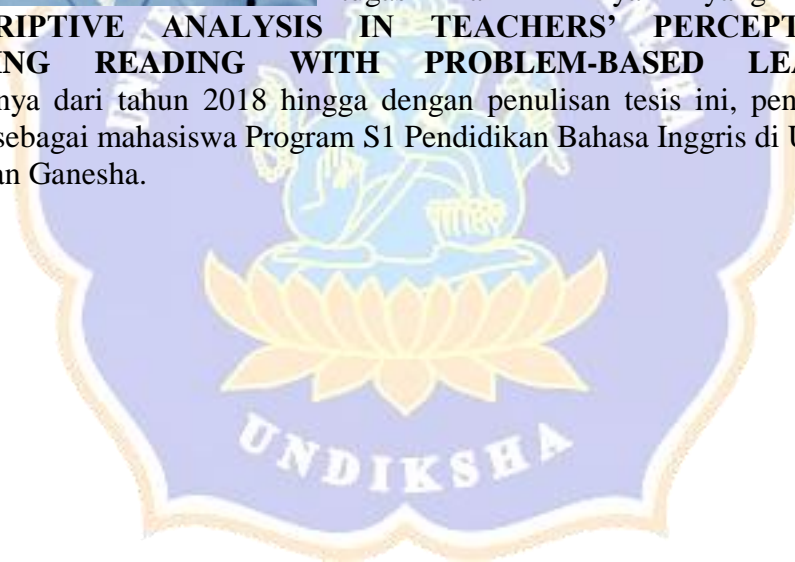 RIPTIVE ANALYSIS IN TEACHERS’ PERCEPT
ING READING WITH PROBLEM-BASED LEA
nya dari tahun 2018 hingga dengan penulisan tesis ini, pen
sebagai mahasiswa Program S1 Pendidikan Bahasa Inggris di U
an Ganesha.
UNDIKSHA